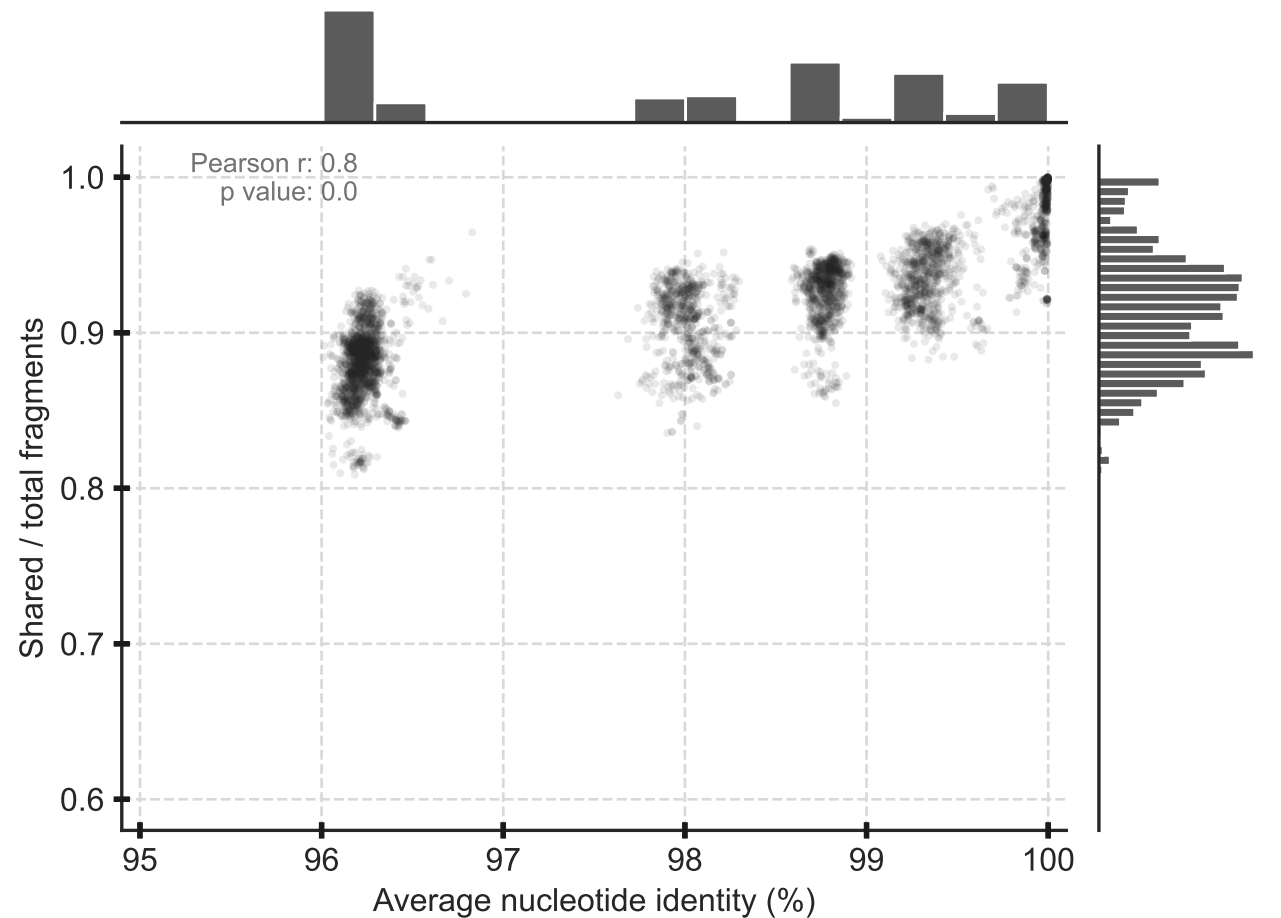 Pearson r: 0.8
p value: 0.0
1.0
0.9
0.8
0.7
0.6
Shared / total fragments
95 96 97 98 99 100
Average nucleotide identity (%)